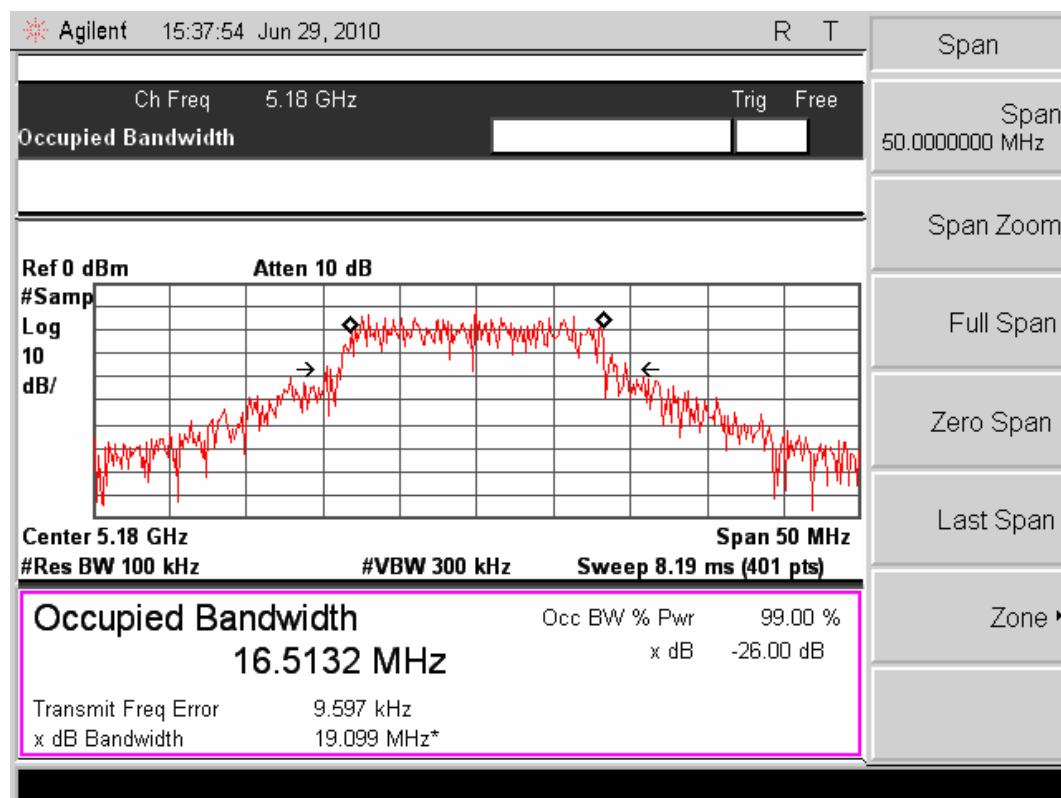 Agilent 15:37:54 Jun 29, 2010 R T
Ch Freq 5.18 GHz Trig Free
Occupied Bandwidth
Ref 0 dBm Atten 10 dB
#Samp
Log
10
dB/
Center 5.18 GHz Span 50 MHz
#Res BW 100 kHz #VBW 300 kHz Sweep 8.19 ms (401 pts)
Occupied Bandwidth Occ BW % Pwr 99.00 %
16.5132 MHz x dB -26.00 dB
Transmit Freq Error 9.597 kHz
x dB Bandwidth 19.099 MHz*
Span
Span
50.0000000 MHz
Span Zoom
Full Span
Zero Span
Last Span
Zone